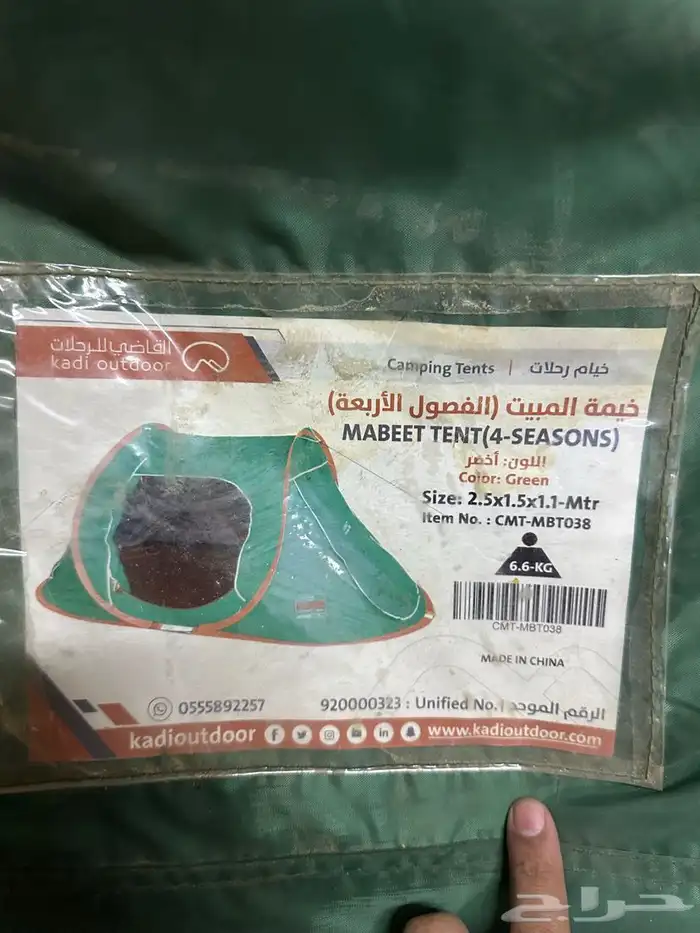 القاضي للرحلات
kadi outdoor
Camping Tents | خيام رحلات
خيمة المبيت (الفصول الأربعة)
MABEET TENT(4-SEASONS)
اللون: أخضر
Color: Green
Size: 2.5x1.5x1.1-Mtr
Item No. : CMT-MBT038
6.6-KG
CMT-MBT038
MADE IN CHINA
0555892257
920000323 : Unified No. | الرقم الموحد
kadioutdoor
www.kadioutdoor.com
حراج